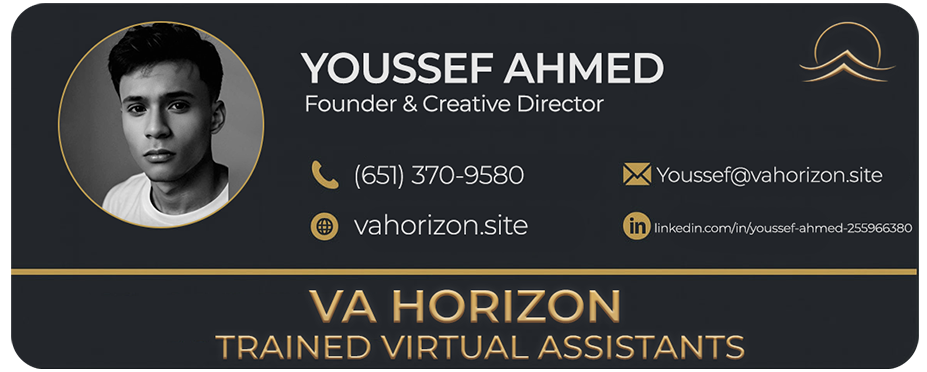 YOUSSEF AHMED
Founder & Creative Director
(651) 370-9580
Youssef@vahorizon.site
vahorizon.site
in linkedin.com/in/youssef-ahmed-255966380
VA HORIZON
TRAINED VIRTUAL ASSISTANTS